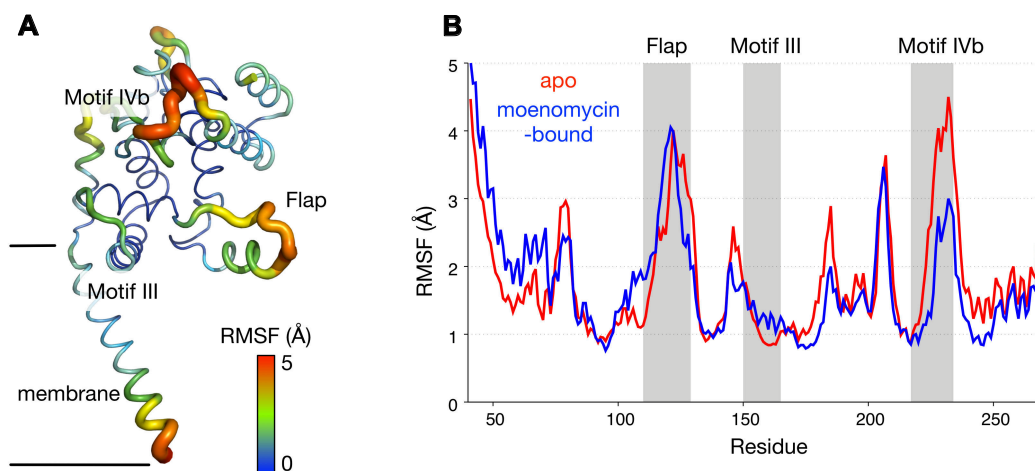 A
Motif IVb
Flap
Motif III
RMSF (Å)
5
membrane
0
B
Flap
Motif III
Motif IVb
5
apo
moenomycin
-bound
4
3
RMSF (Å)
2
1
0
50
100
150
200
250
Residue